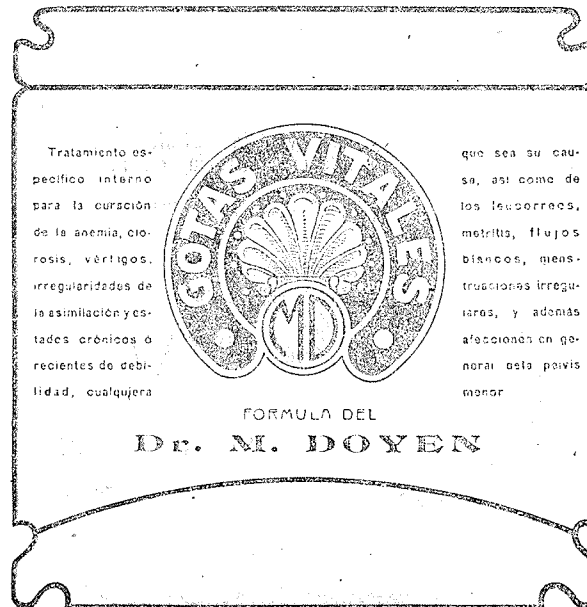 Tratamiento es-
pecífico interno
para la curación
de la anemia, clo-
rosis, vértigos,
irregularidades de
la asimilación y es-
tados crónicos ó
recientes de debi-
lidad, cualquiera
GOTAS VITALES
MD
que sea su cau-
sa, así como de
los leucorreas,
metritis, flujos
blancos, mens-
truaciones irregu-
lares, y además
afecciones en ge-
neral de la pelvis
menor
FORMULA DEL
Dr. M. DOYEN